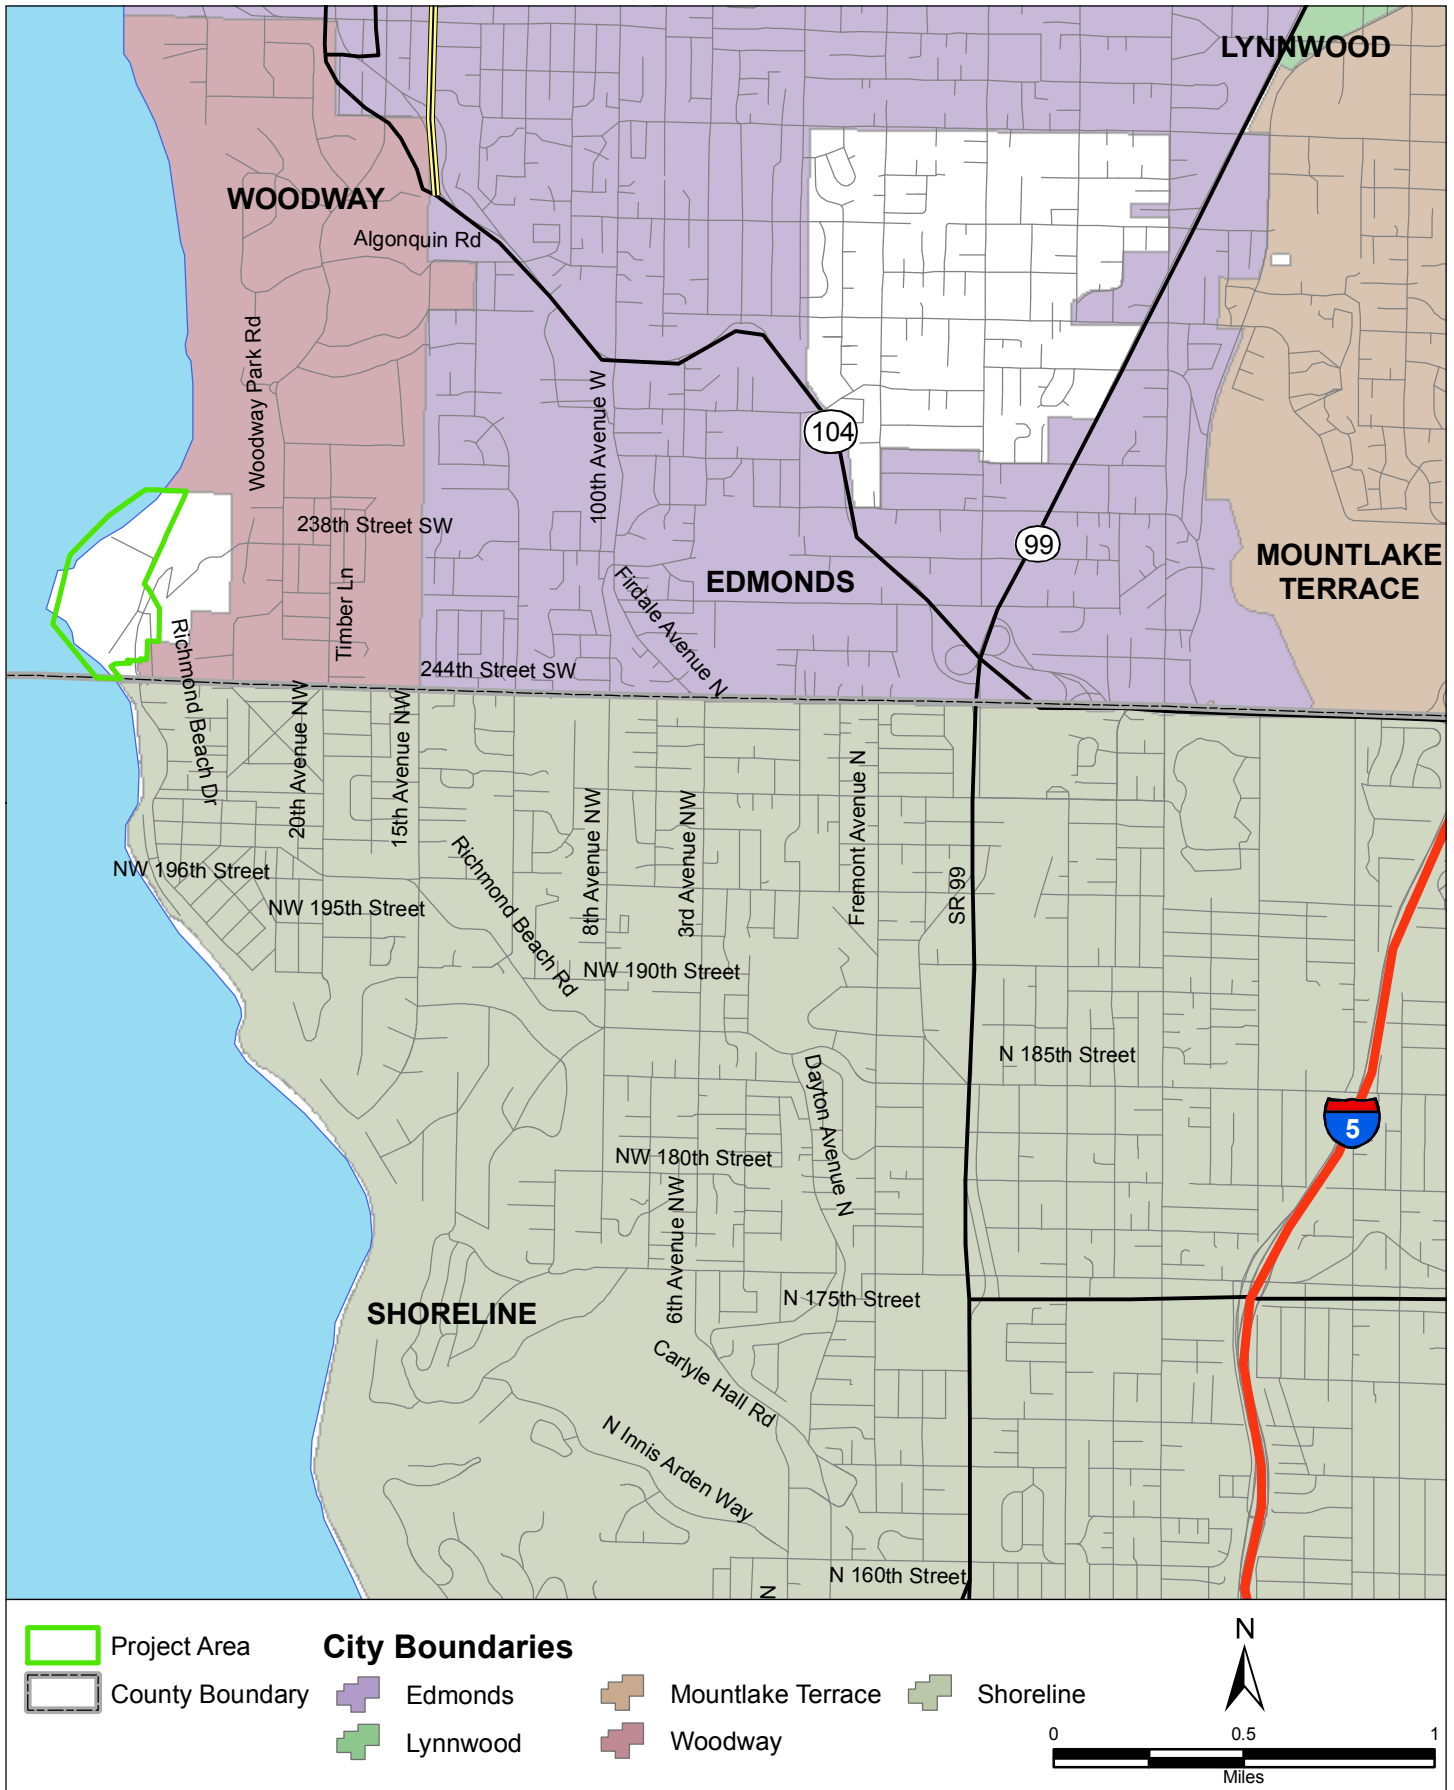 LYNNWOOD
WOODWAY
Algonquin Rd
Woodway Park Rd
100th Avenue W
104
238th Street SW
99
MOUNTLAKE
TERRACE
EDMONDS
Firdale Avenue N
Timber Ln
Richmond Beach Dr
244th Street SW
20th Avenue NW
15th Avenue NW
8th Avenue NW
3rd Avenue NW
Fremont Avenue N
SR 99
NW 196th Street
Richmond Beach Rd
NW 195th Street
NW 190th Street
N 185th Street
Dayton Avenue N
5
NW 180th Street
6th Avenue NW
N 175th Street
SHORELINE
Carlyle Hall Rd
N Innis Arden Way
N 160th Street
N
Project Area
County Boundary
City Boundaries
Edmonds
Lynnwood
Mountlake Terrace
Woodway
Shoreline
N
0 0.5 1
Miles